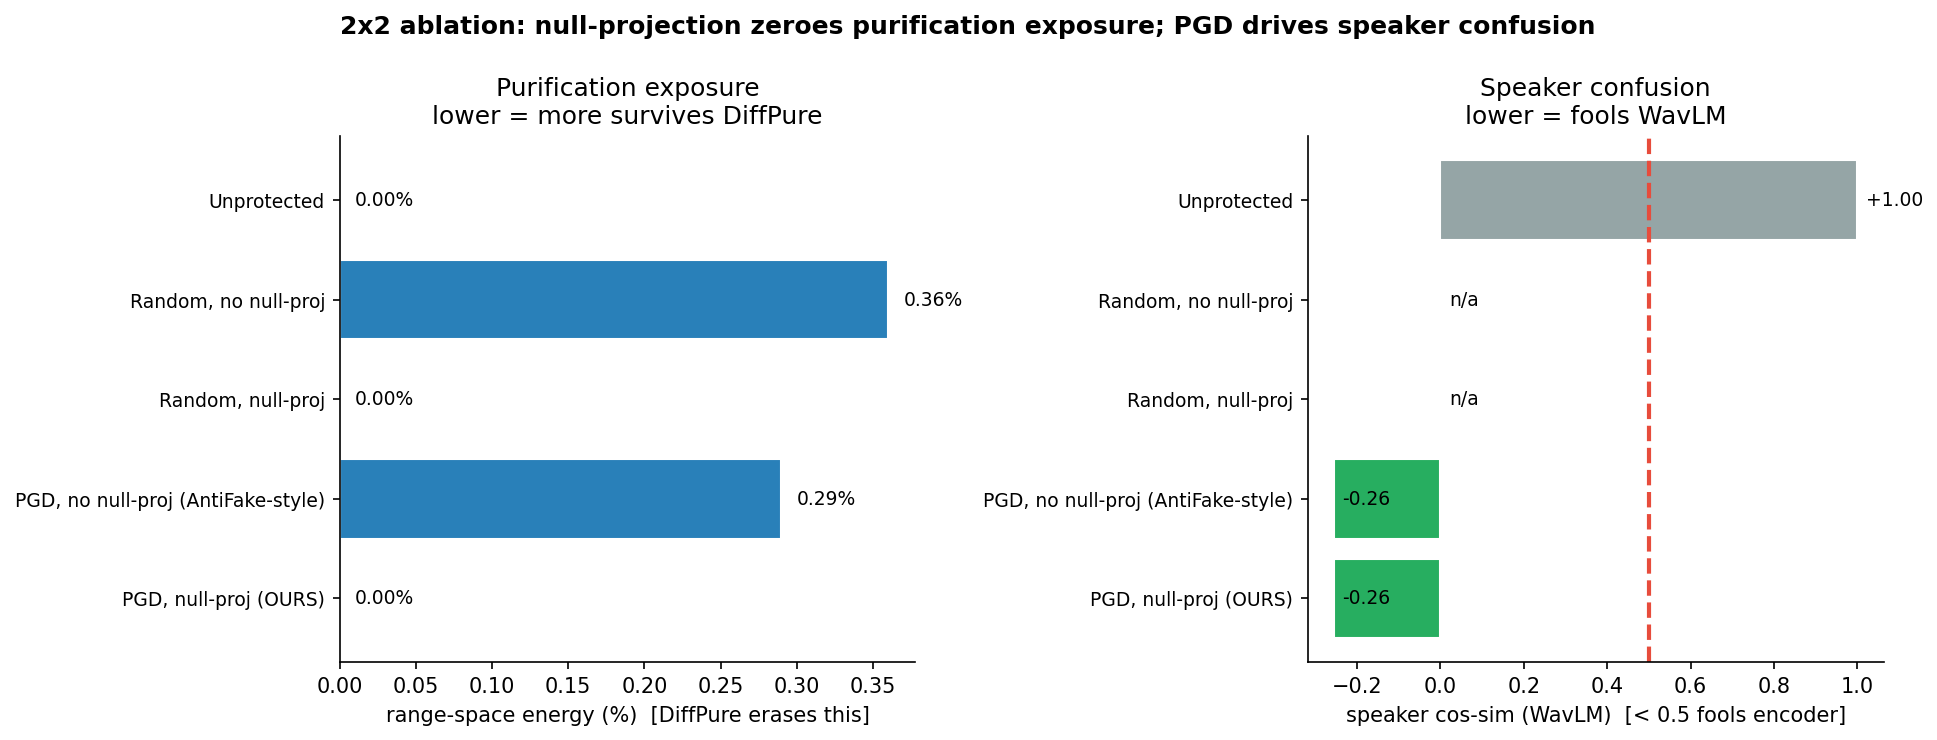 2x2 ablation: null-projection zeroes purification exposure; PGD drives speaker confusion
Purification exposure
lower = more survives DiffPure
Unprotected
0.00%
Random, no null-proj
0.36%
Random, null-proj
0.00%
PGD, no null-proj (AntiFake-style)
0.29%
PGD, null-proj (OURS)
0.00%
0.00 0.05 0.10 0.15 0.20 0.25 0.30 0.35
range-space energy (%)  [DiffPure erases this]
Speaker confusion
lower = fools WavLM
Unprotected
+1.00
Random, no null-proj
n/a
Random, null-proj
n/a
PGD, no null-proj (AntiFake-style)
-0.26
PGD, null-proj (OURS)
-0.26
−0.2 0.0 0.2 0.4 0.6 0.8 1.0
speaker cos-sim (WavLM)  [< 0.5 fools encoder]